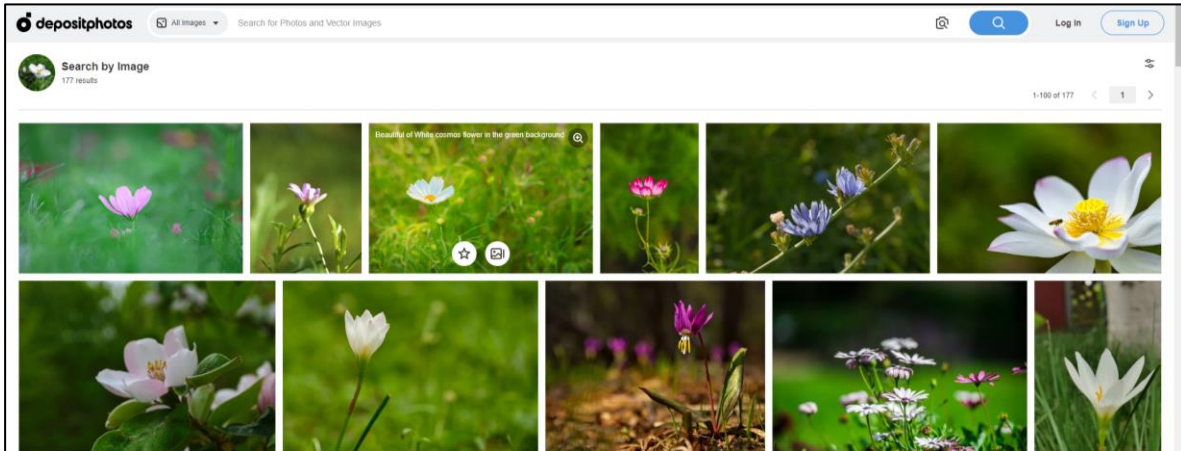 depositphotos
All Images
Search for Photos and Vector Images
Log in
Sign Up
Search by Image
177 results
1-100 of 177
1
Beautiful of White cosmos flower in the green background